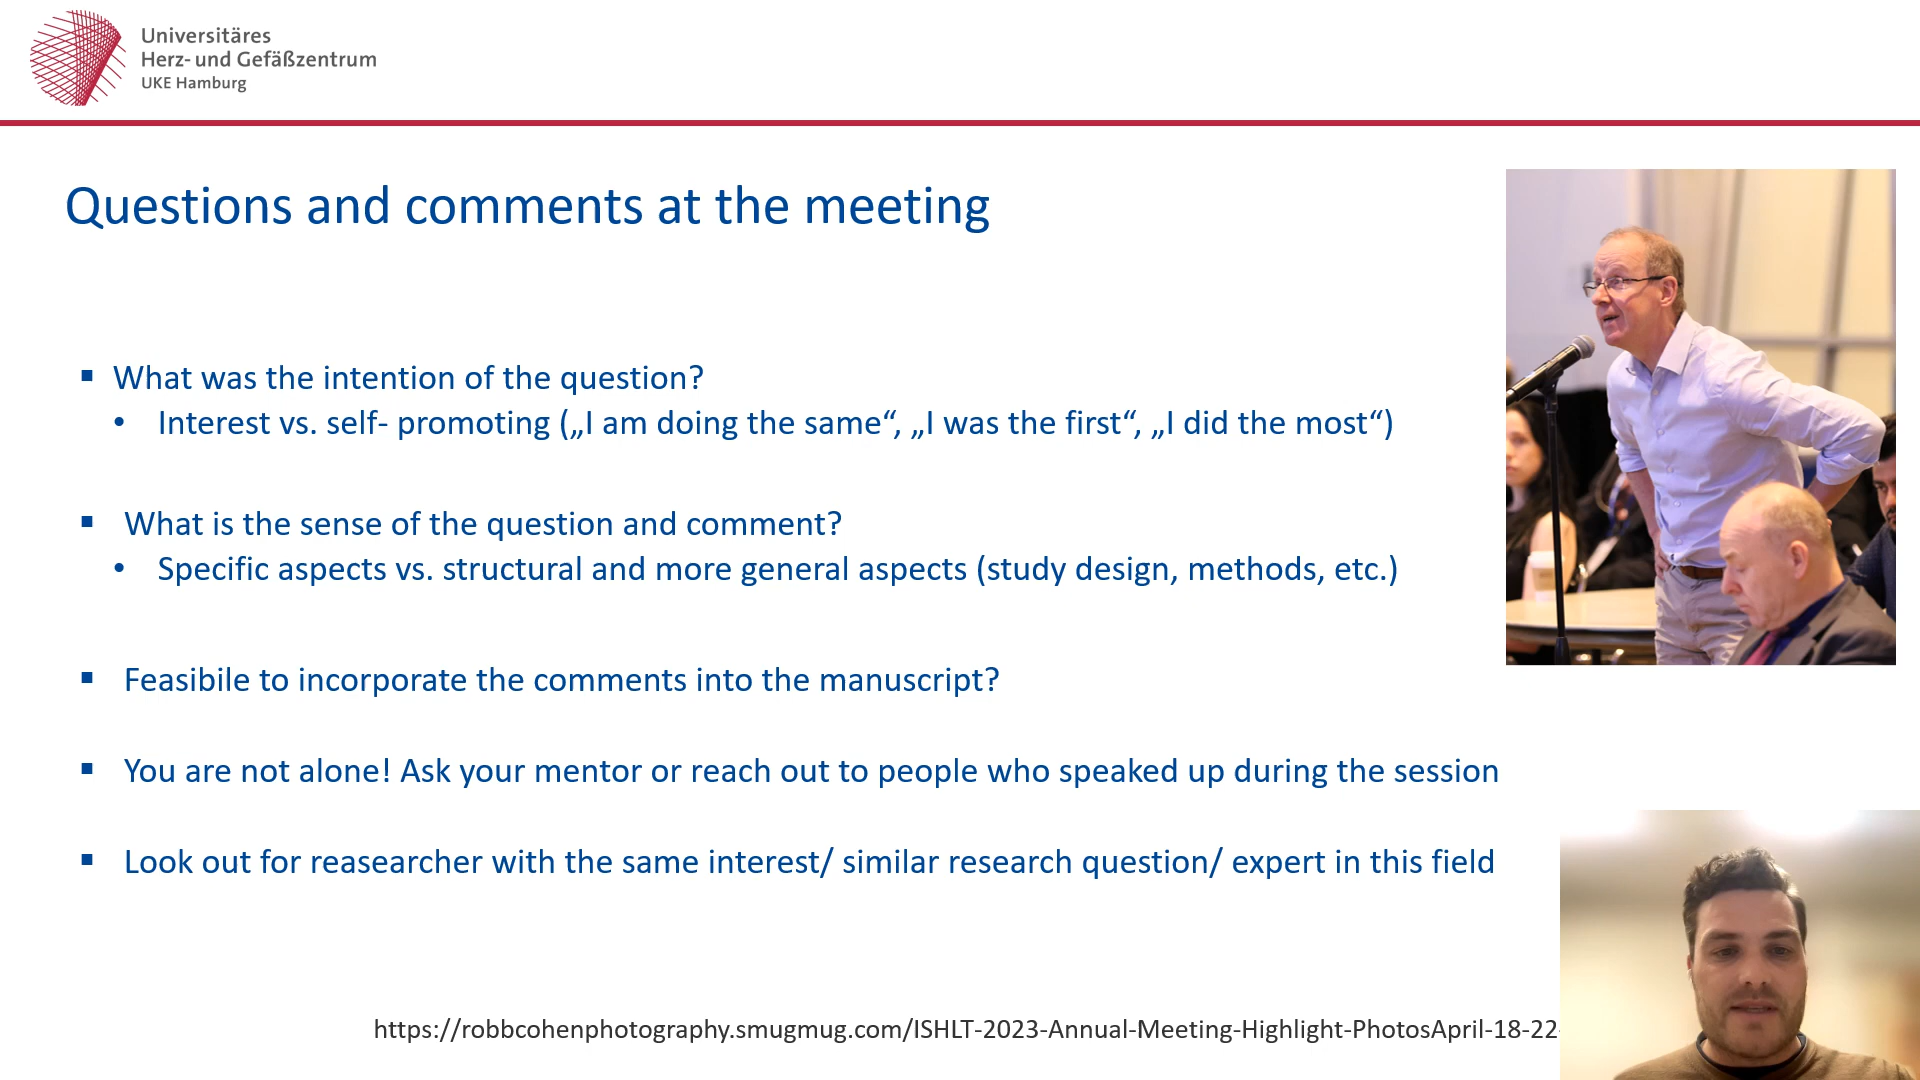 Universitäres
Herz- und Gefäßzentrum
UKE Hamburg
Questions and comments at the meeting
▪ What was the intention of the question?
• Interest vs. self- promoting („I am doing the same“, „I was the first“, „I did the most“)
▪ What is the sense of the question and comment?
• Specific aspects vs. structural and more general aspects (study design, methods, etc.)
▪ Feasibile to incorporate the comments into the manuscript?
▪ You are not alone! Ask your mentor or reach out to people who speaked up during the session
▪ Look out for reasearcher with the same interest/ similar research question/ expert in this field
https://robbcohenphotography.smugmug.com/ISHLT-2023-Annual-Meeting-Highlight-PhotosApril-18-22-